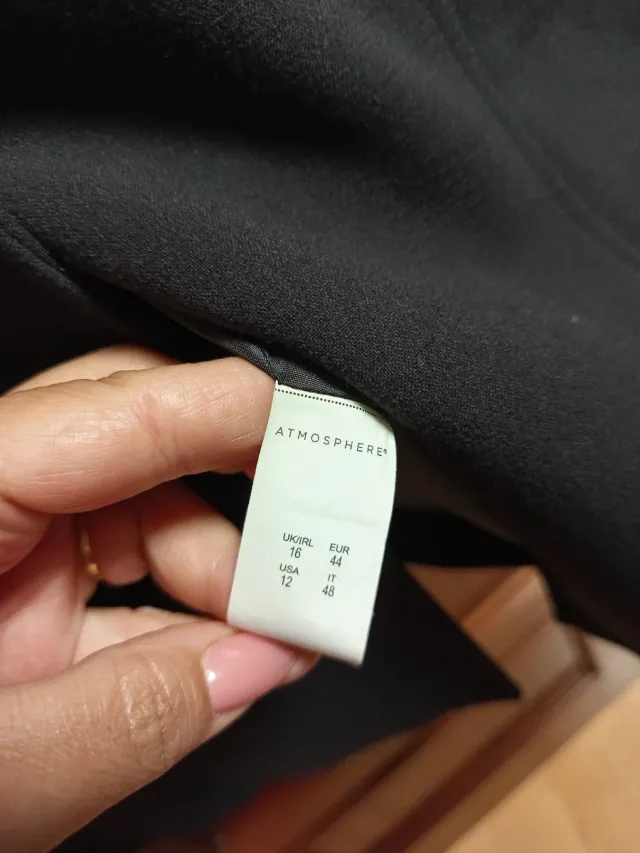 ATMOSPHERE®
UK/IRL EUR
16 44
USA IT
12 48